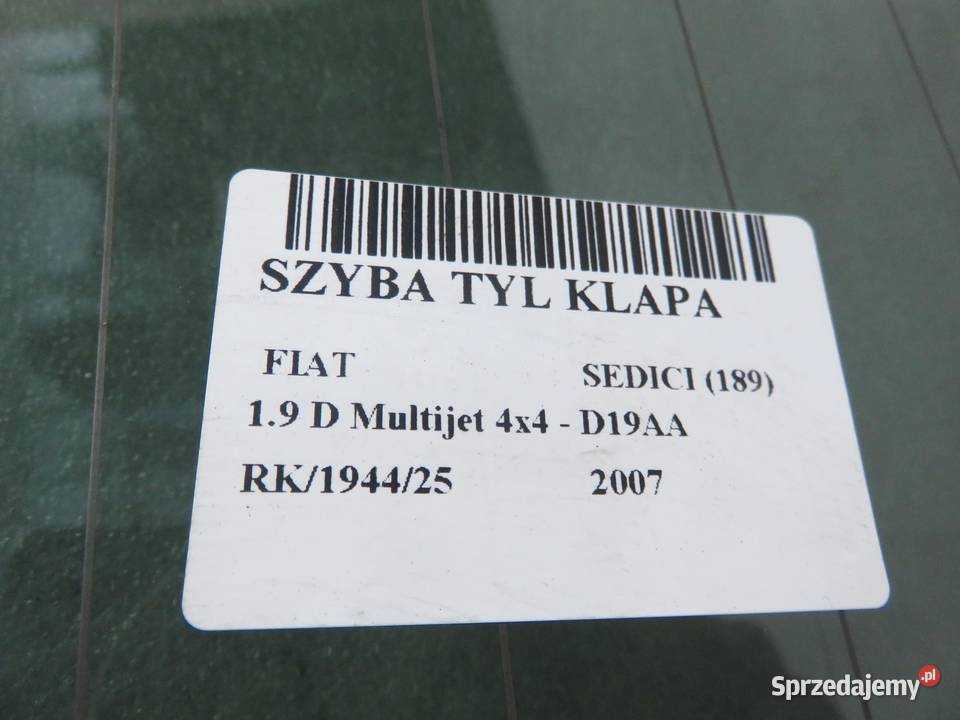 SZYBA TYL KLAPA
FIAT SEDICI (189)
1.9 D Multijet 4x4 - D19AA
RK/1944/25 2007
Sprzedajemy.pl